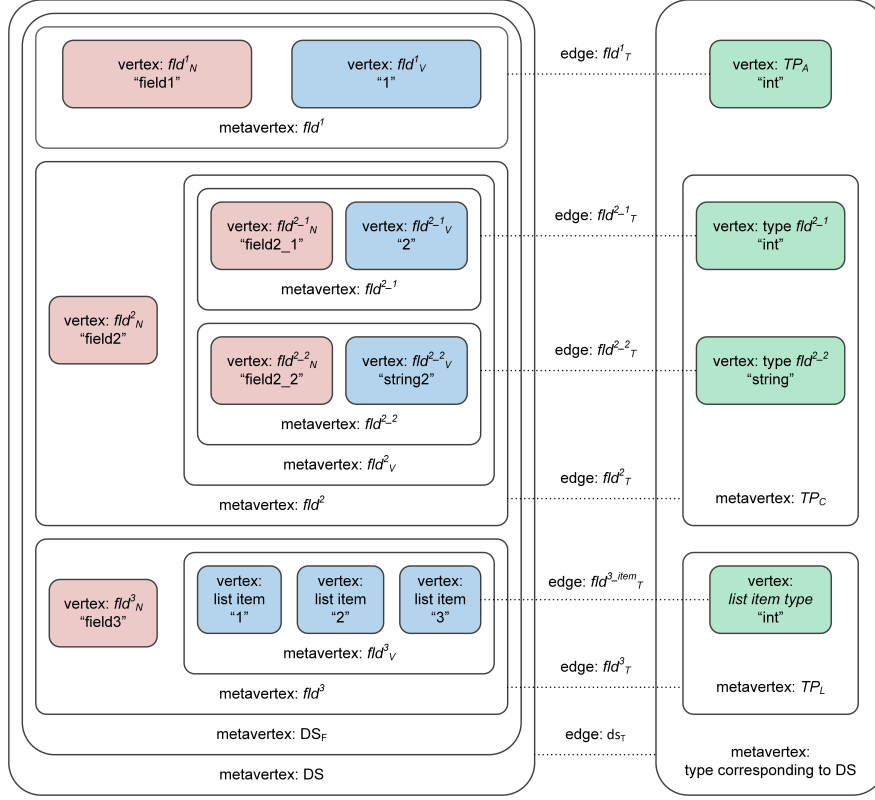 vertex: fld¹N
“field1”
vertex: fld¹V
“1”
metavertex: fld¹
edge: fld¹T
vertex: TPA
“int”
vertex: fld²N
“field2”
vertex: fld²–¹N
“field2_1”
vertex: fld²–¹V
“2”
metavertex: fld²–¹
edge: fld²–¹T
vertex: type fld²–¹
“int”
vertex: fld²–²N
“field2_2”
vertex: fld²–²V
“string2”
metavertex: fld²–²
edge: fld²–²T
vertex: type fld²–²
“string”
metavertex: fld²V
metavertex: fld²
edge: fld²T
metavertex: TPC
vertex: fld³N
“field3”
vertex:
list item
“1”
vertex:
list item
“2”
vertex:
list item
“3”
metavertex: fld³V
edge: fld³_itemT
vertex:
list item type
“int”
metavertex: fld³
edge: fld³T
metavertex: TPL
metavertex: DSF
edge: dsT
metavertex: DS
metavertex:
type corresponding to DS